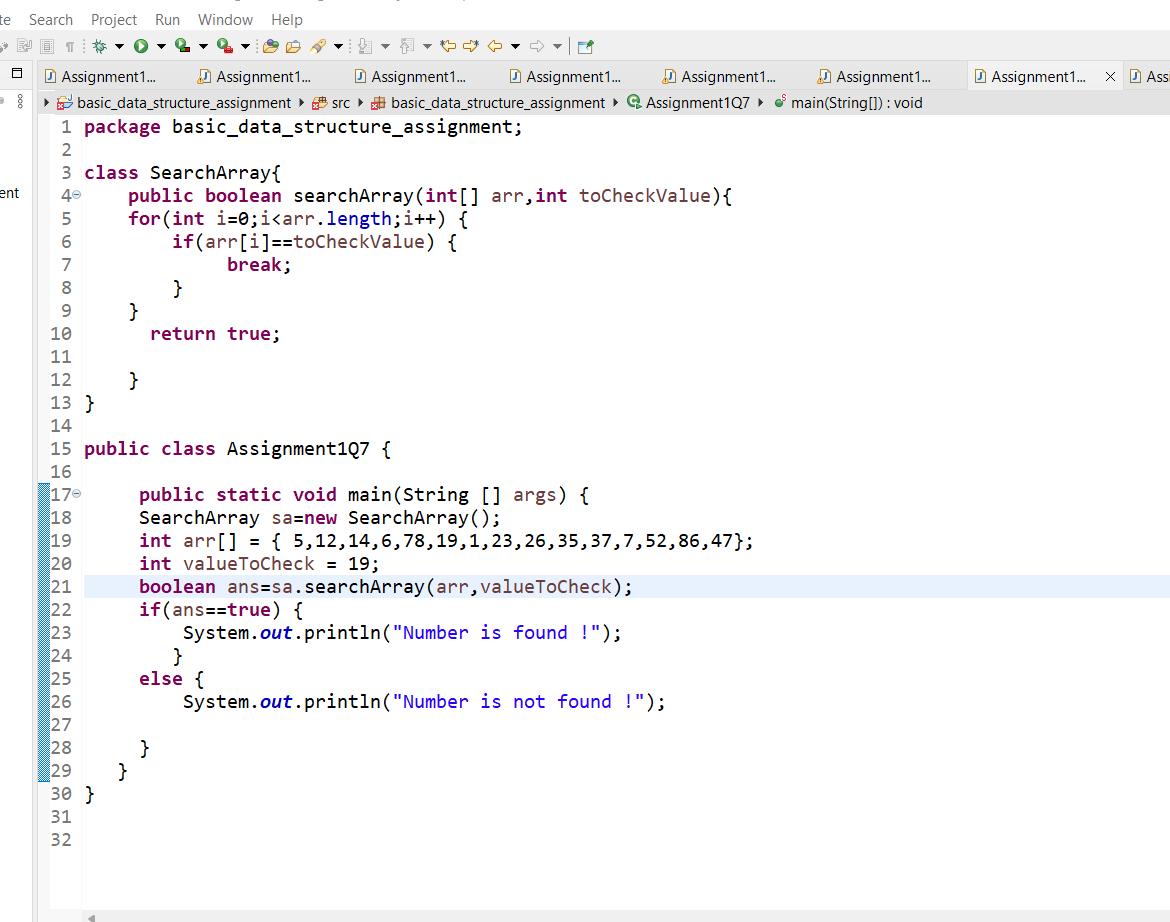 te Search Project Run Window Help
Assignment1... Assignment1... Assignment1... Assignment1... Assignment1... Assignment1... Assignment1... Ass
basic_data_structure_assignment src basic_data_structure_assignment Assignment1Q7 main(String[]) : void
ent
1 package basic_data_structure_assignment;
2
3 class SearchArray{
4 public boolean searchArray(int[] arr,int toCheckValue){
5 for(int i=0;i<arr.length;i++) {
6 if(arr[i]==toCheckValue) {
7 break;
8 }
9 }
10 return true;
11
12 }
13 }
14
15 public class Assignment1Q7 {
16
17 public static void main(String [] args) {
18 SearchArray sa=new SearchArray();
19 int arr[] = { 5,12,14,6,78,19,1,23,26,35,37,7,52,86,47};
20 int valueToCheck = 19;
21 boolean ans=sa.searchArray(arr,valueToCheck);
22 if(ans==true) {
23 System.out.println("Number is found !");
24 }
25 else {
26 System.out.println("Number is not found !");
27
28 }
29 }
30 }
31
32